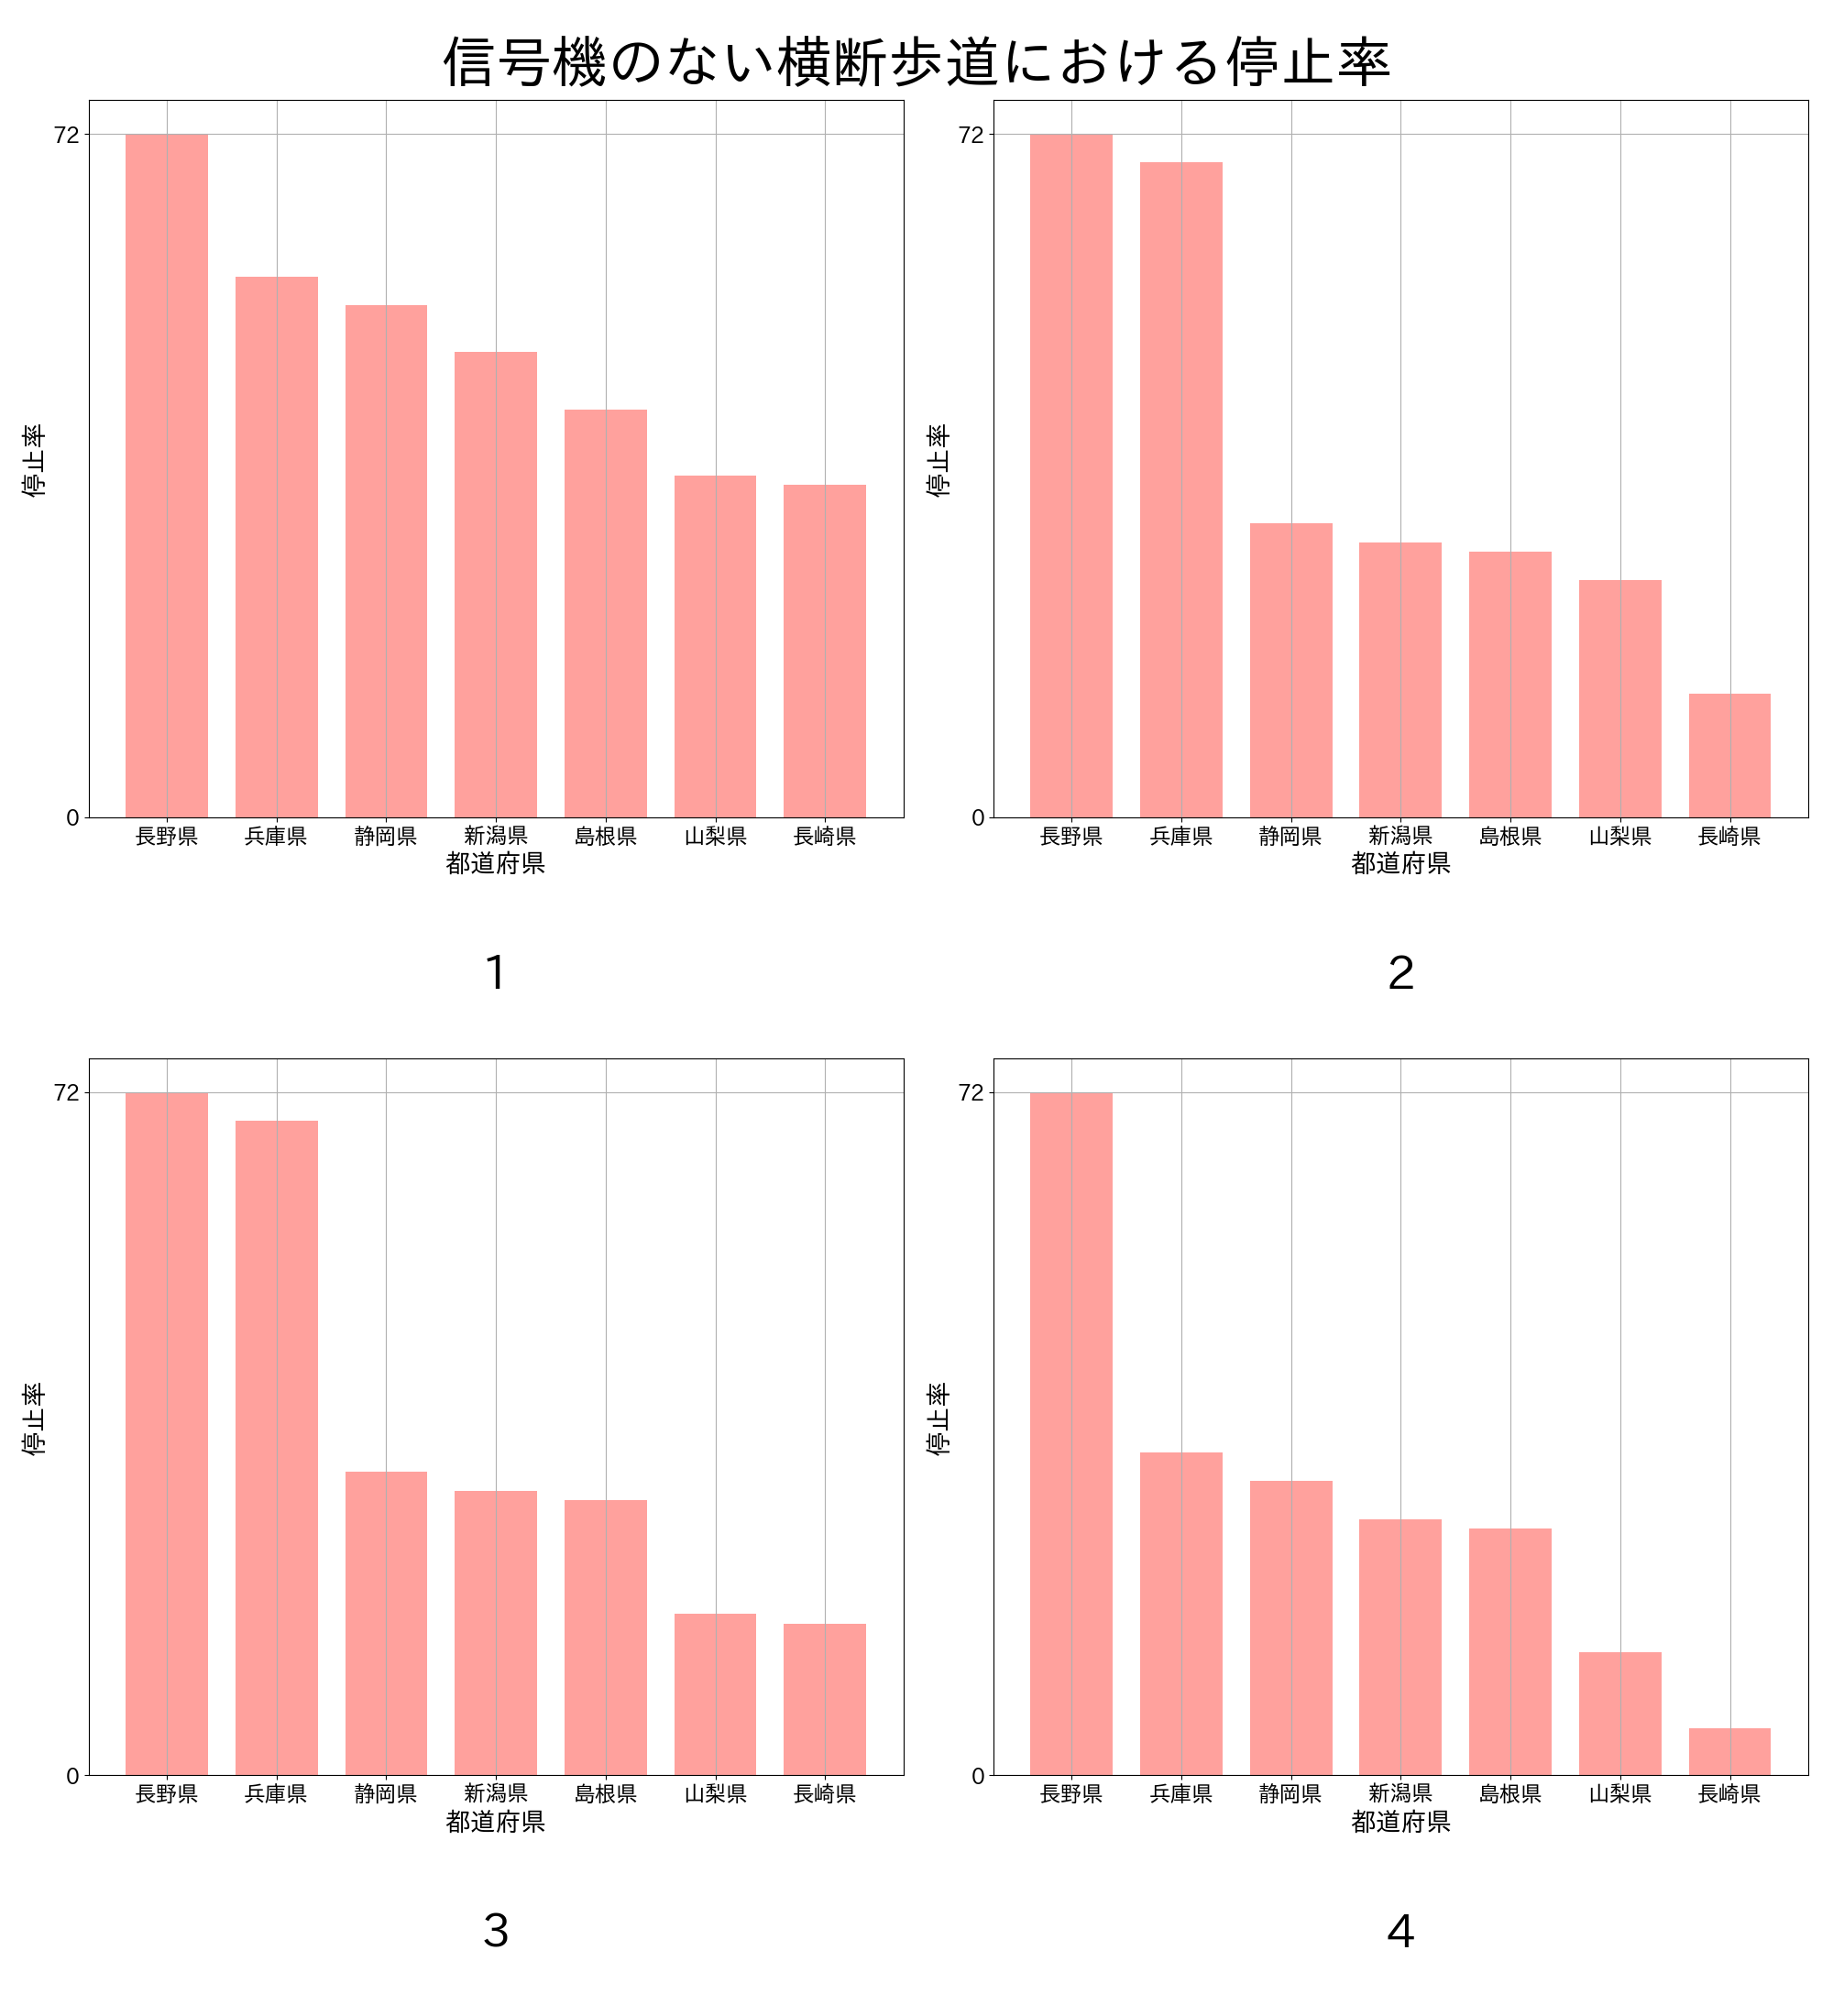 信号機のない横断歩道における停止率
72
停止率
0
長野県 兵庫県 静岡県 新潟県 島根県 山梨県 長崎県
都道府県
1
72
停止率
0
長野県 兵庫県 静岡県 新潟県 島根県 山梨県 長崎県
都道府県
2
72
停止率
0
長野県 兵庫県 静岡県 新潟県 島根県 山梨県 長崎県
都道府県
3
72
停止率
0
長野県 兵庫県 静岡県 新潟県 島根県 山梨県 長崎県
都道府県
4